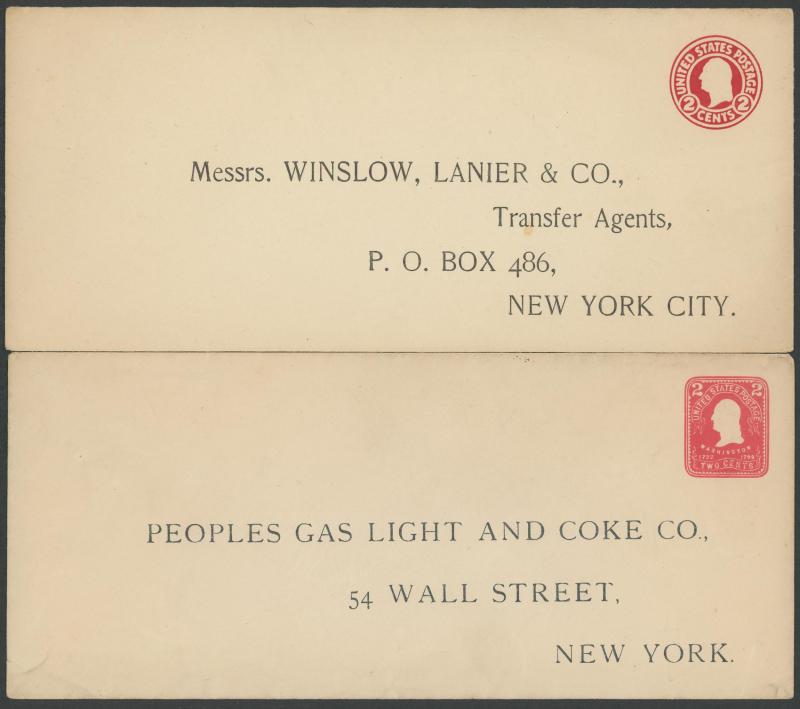 UNITED STATES POSTAGE
2 CENTS 2
Messrs. WINSLOW, LANIER & CO.,
Transfer Agents,
P. O. BOX 486,
NEW YORK CITY.
2 2
UNITED STATES POSTAGE
WASHINGTON
1732 1799
TWO CENTS
PEOPLES GAS LIGHT AND COKE CO.,
54 WALL STREET,
NEW YORK.